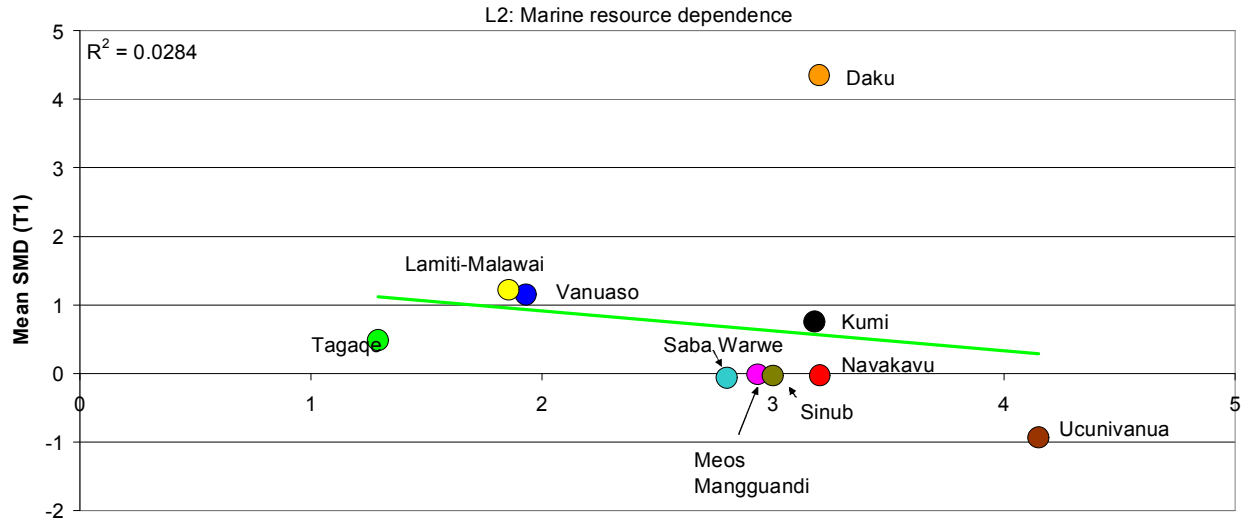 L2: Marine resource dependence
5
R² = 0.0284
Daku
4
3
2
Mean SMD (T1)
Lamiti-Malawai
Vanuaso
1
Kumi
Tagaqe
Saba Warwe
Navakavu
0
0 1 2 3 4 5
Sinub
Ucunivanua
-1
Meos
Mangguandi
-2